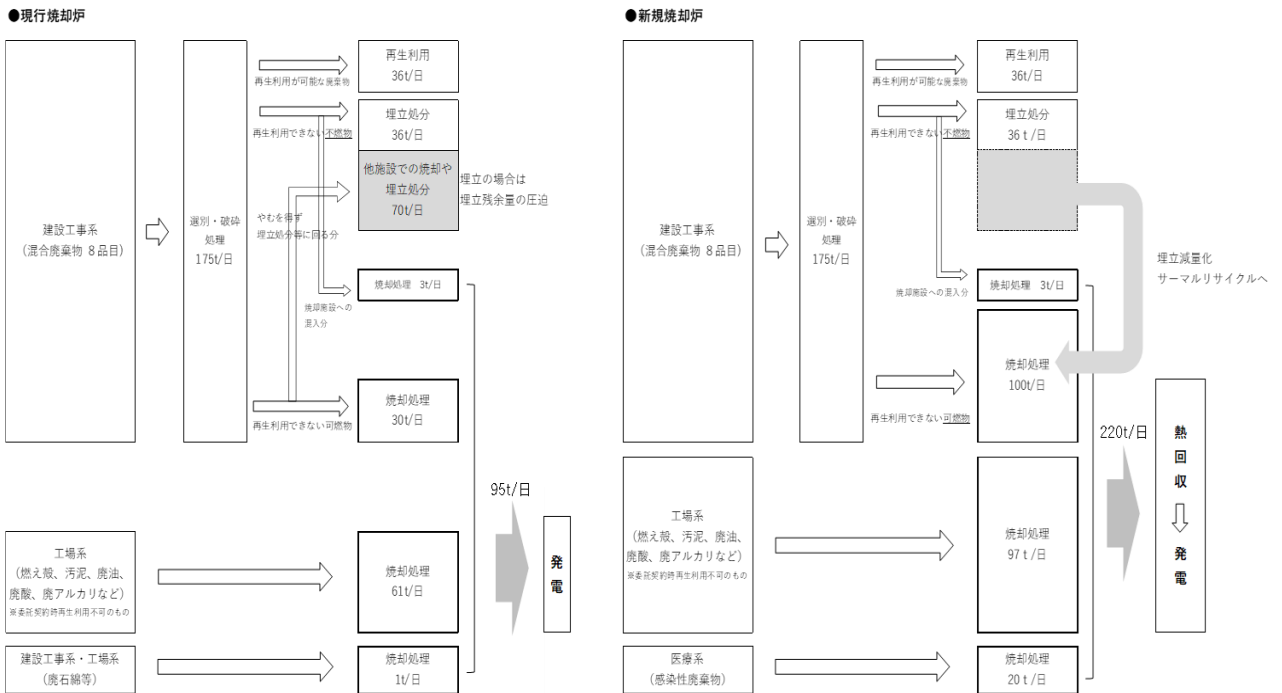 ●現行焼却炉
建設工事系
（混合廃棄物 8品目）
選別・破砕
処理
175t/日
再生利用が可能な廃棄物
再生利用
36t/日
再生利用できない不燃物
埋立処分
36t/日
他施設での焼却や
埋立処分
70t/日
埋立の場合は
埋立残余量の圧迫
やむを得ず
埋立処分等に回る分
焼却処理 3t/日
焼却施設への
混入分
再生利用できない可燃物
焼却処理
30t/日
工場系
（燃え殻、汚泥、廃油、
廃酸、廃アルカリなど）
※委託契約時再生利用不可のもの
焼却処理
61t/日
建設工事系・工場系
（廃石綿等）
焼却処理
1t/日
95t/日
発電
●新規焼却炉
建設工事系
（混合廃棄物 8品目）
選別・破砕
処理
175t/日
再生利用が可能な廃棄物
再生利用
36t/日
再生利用できない不燃物
埋立処分
36ｔ/日
埋立減量化
サーマルリサイクルへ
焼却施設への混入分
焼却処理 3t/日
再生利用できない可燃物
焼却処理
100t/日
工場系
（燃え殻、汚泥、廃油、
廃酸、廃アルカリなど）
※委託契約時再生利用不可のもの
焼却処理
97ｔ/日
医療系
（感染性廃棄物）
焼却処理
20ｔ/日
220t/日
熱回収
発電